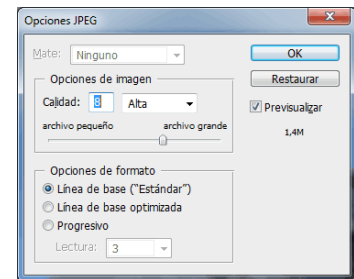 Opciones JPEG
Mate: Ninguno
OK
Opciones de imagen
Restaurar
Calidad: 8 Alta
Previsualizar
archivo pequeño archivo grande
1,4M
Opciones de formato
Línea de base ("Estándar")
Línea de base optimizada
Progresivo
Lectura: 3